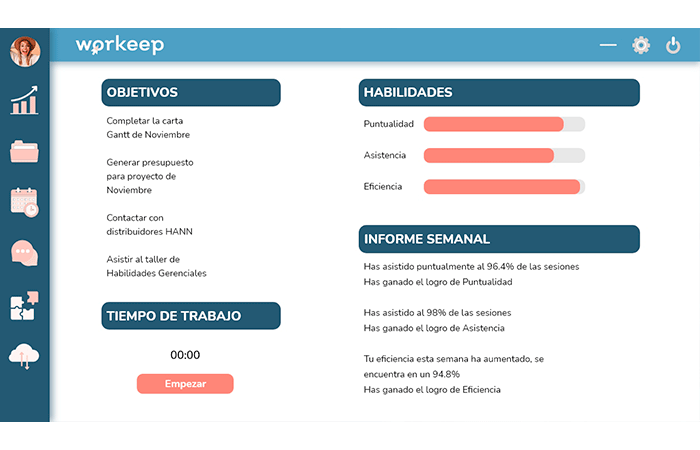 workeep
OBJETIVOS
Completar la carta
Gantt de Noviembre
Generar presupuesto
para proyecto de
Noviembre
Contactar con
distribuidores HANN
Asistir al taller de
Habilidades Gerenciales
TIEMPO DE TRABAJO
00:00
Empezar
HABILIDADES
Puntualidad
Asistencia
Eficiencia
INFORME SEMANAL
Has asistido puntualmente al 96.4% de las sesiones
Has ganado el logro de Puntualidad
Has asistido al 98% de las sesiones
Has ganado el logro de Asistencia
Tu eficiencia esta semana ha aumentado, se
encuentra en un 94.8%
Has ganado el logro de Eficiencia